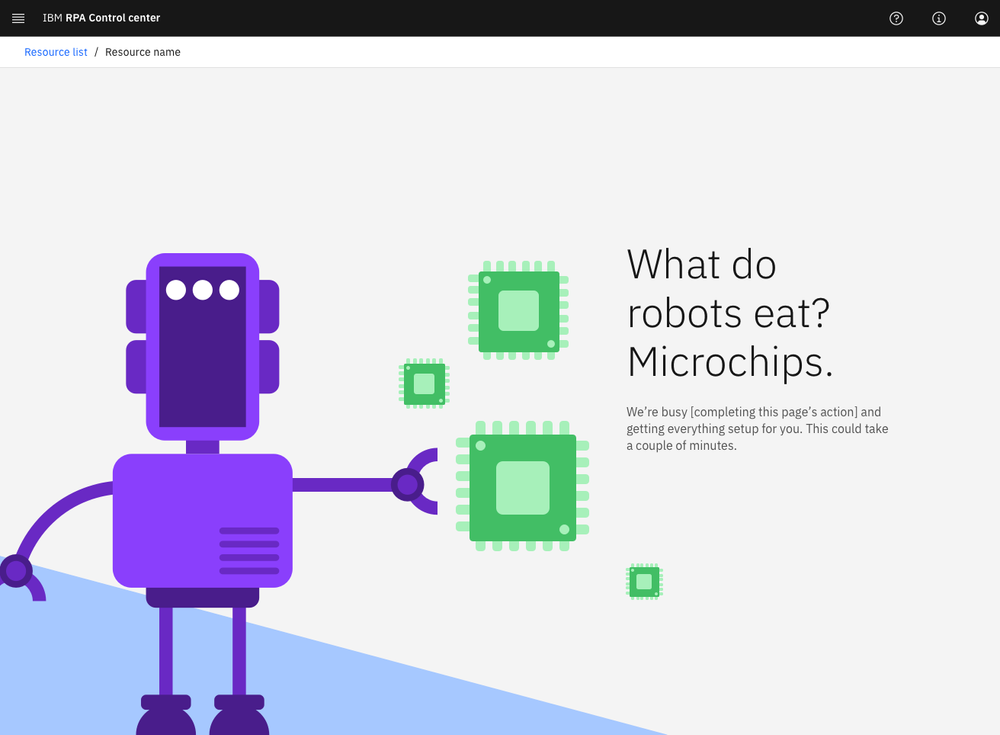 IBM RPA Control center
Resource list / Resource name
What do
robots eat?
Microchips.
We’re busy [completing this page’s action] and
getting everything setup for you. This could take
a couple of minutes.